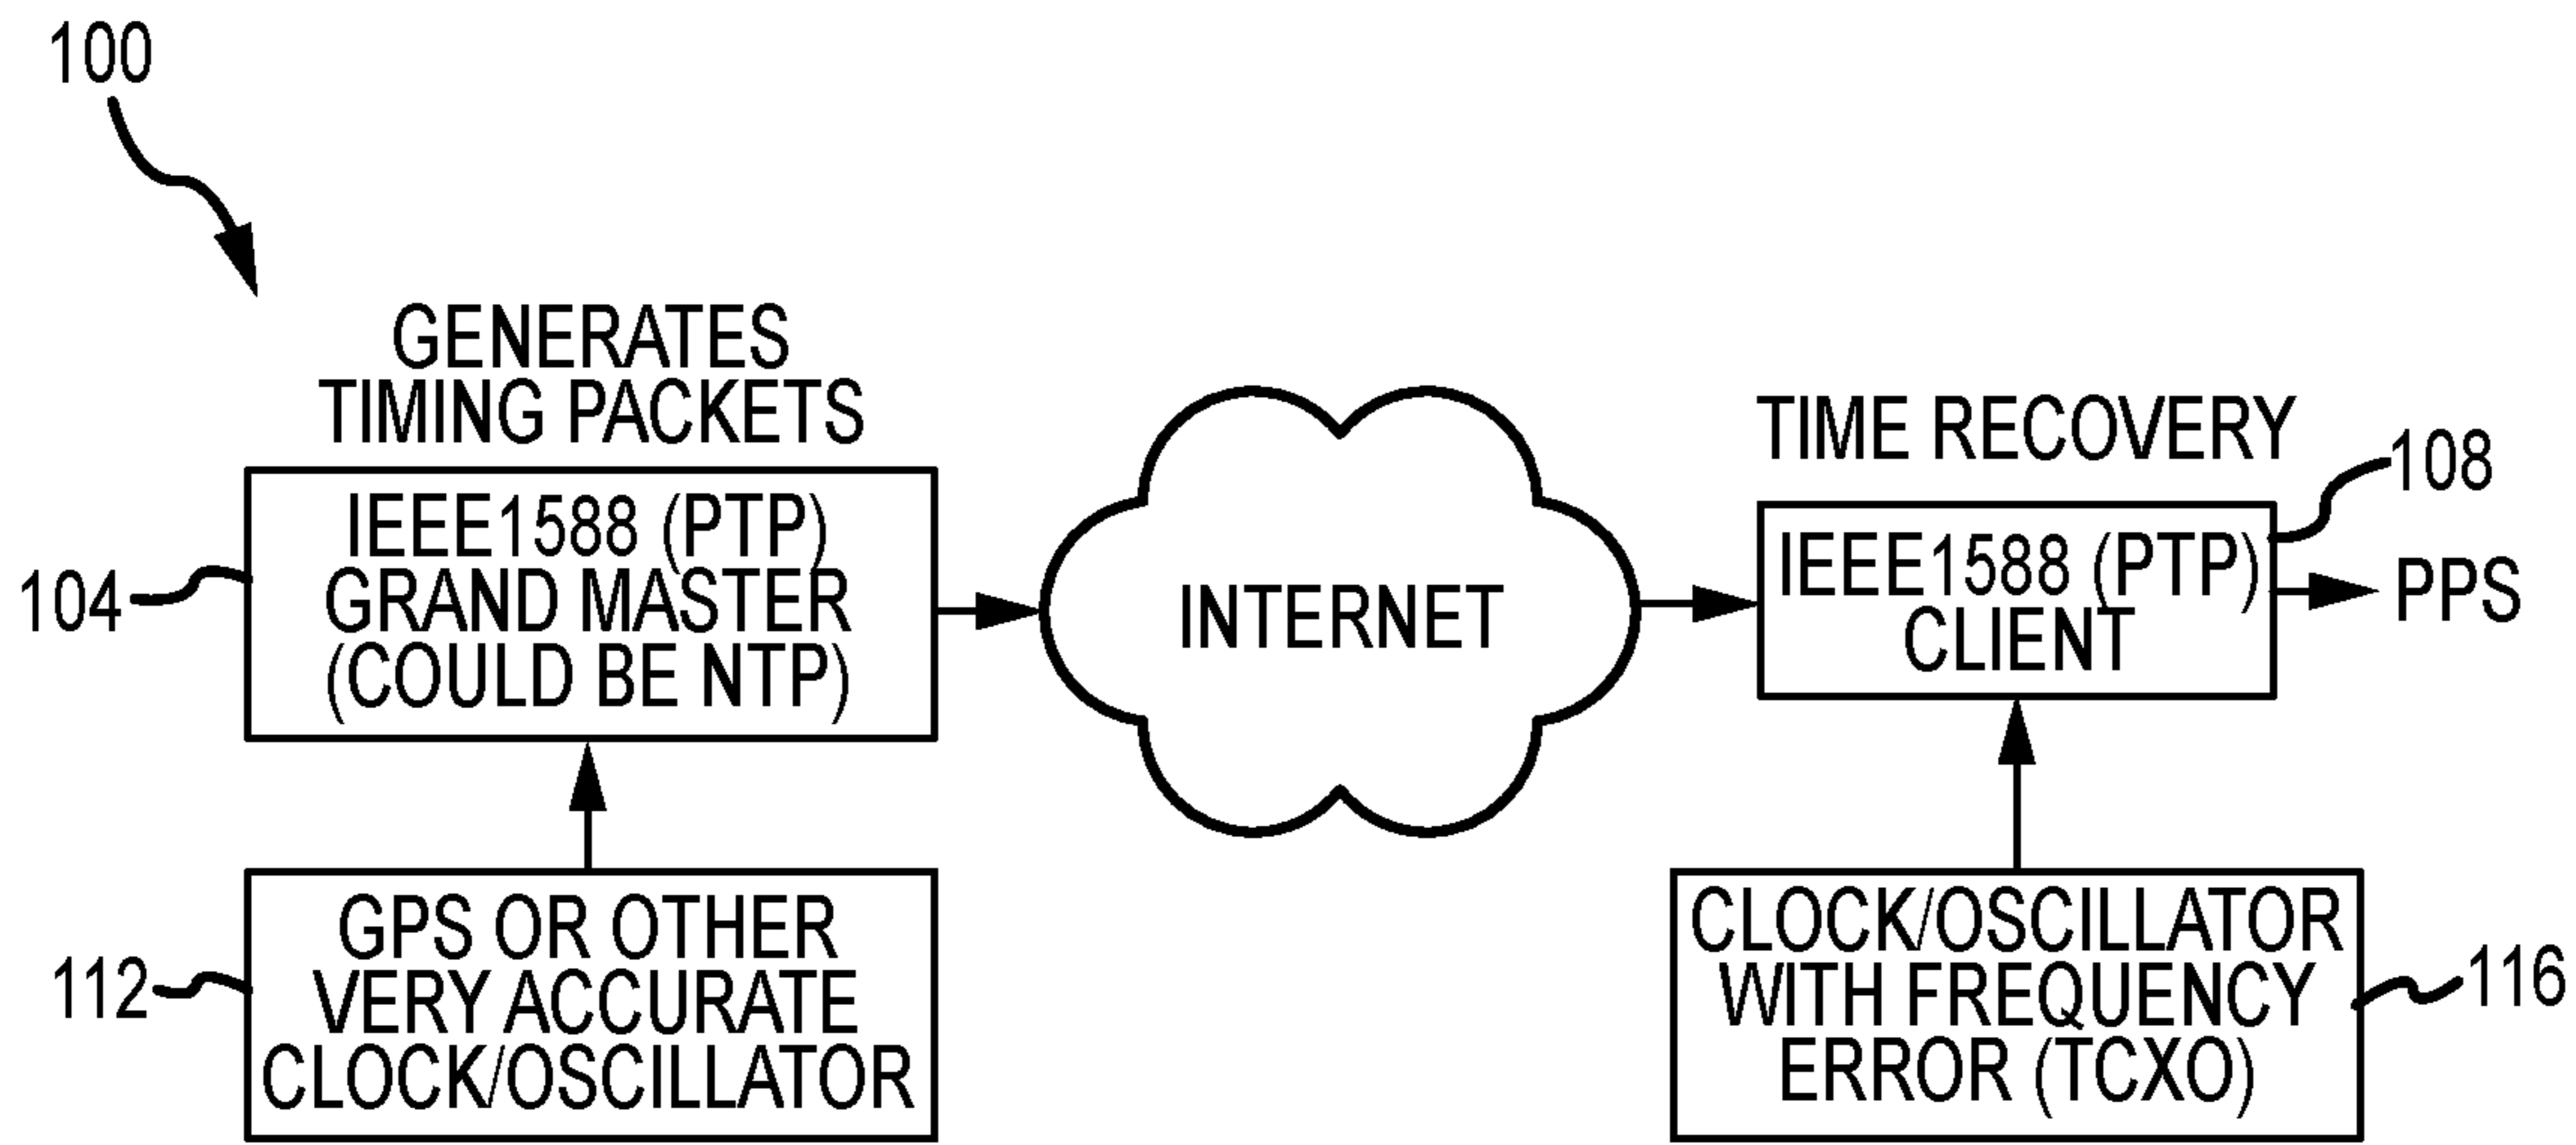 100
GENERATES
TIMING PACKETS
IEEE1588 (PTP)
GRAND MASTER
(COULD BE NTP)
104
GPS OR OTHER
VERY ACCURATE
CLOCK/OSCILLATOR
112
INTERNET
TIME RECOVERY
108
IEEE1588 (PTP)
CLIENT
PPS
CLOCK/OSCILLATOR
WITH FREQUENCY
ERROR (TCXO)
116